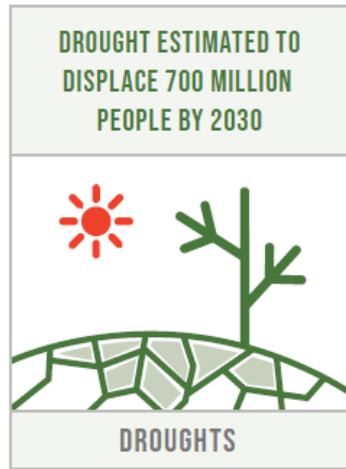 DROUGHT ESTIMATED TO
DISPLACE 700 MILLION
PEOPLE BY 2030
DROUGHTS